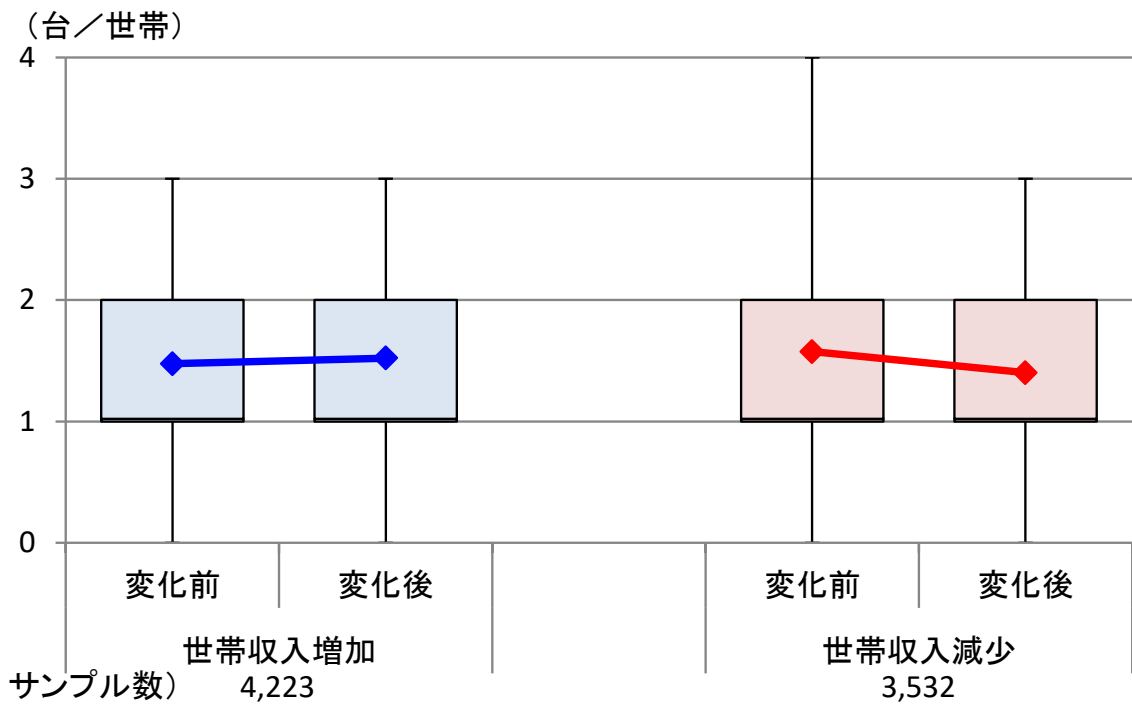 （台／世帯）
4
3
2
1
0
変化前 変化後 変化前 変化後
世帯収入増加 世帯収入減少
サンプル数） 4,223 3,532